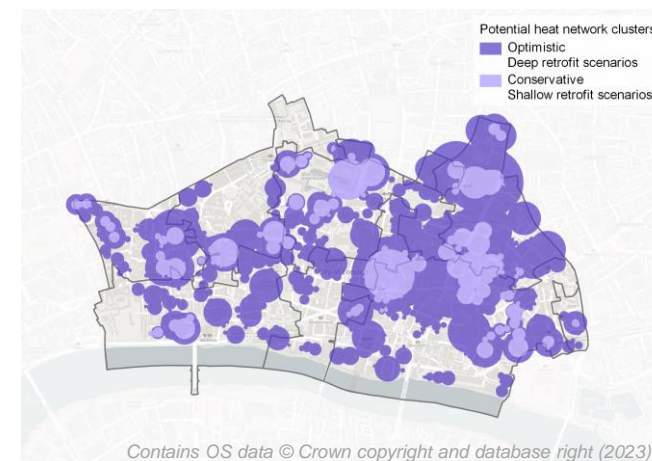 Potential heat network clusters
Optimistic
Deep retrofit scenarios
Conservative
Shallow retrofit scenarios
Contains OS data © Crown copyright and database right (2023)